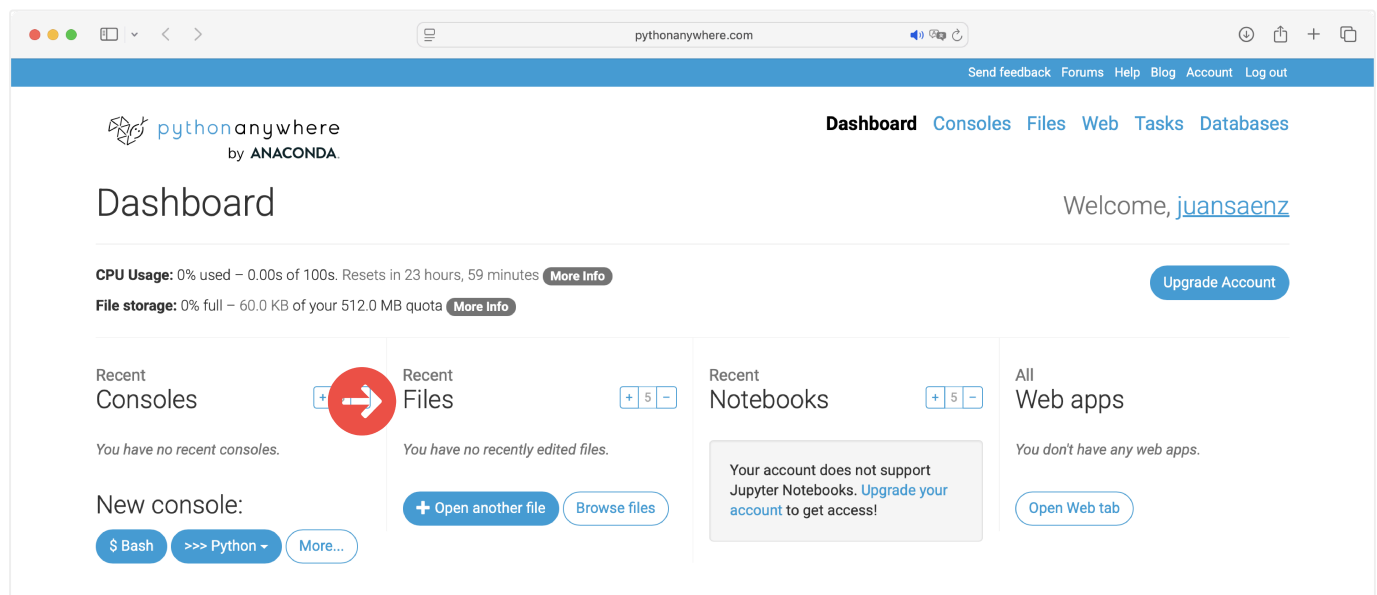 pythonanywhere.com
Send feedback Forums Help Blog Account Log out
pythonanywhere
by ANACONDA.
Dashboard Consoles Files Web Tasks Databases
Dashboard
Welcome, juansaenz
CPU Usage: 0% used – 0.00s of 100s. Resets in 23 hours, 59 minutes More Info
File storage: 0% full – 60.0 KB of your 512.0 MB quota More Info
Upgrade Account
Recent
Consoles
+
You have no recent consoles.
New console:
$ Bash >>> Python More...
Recent
Files
+ 5 −
You have no recently edited files.
+ Open another file Browse files
Recent
Notebooks
+ 5 −
Your account does not support
Jupyter Notebooks. Upgrade your
account to get access!
All
Web apps
You don't have any web apps.
Open Web tab